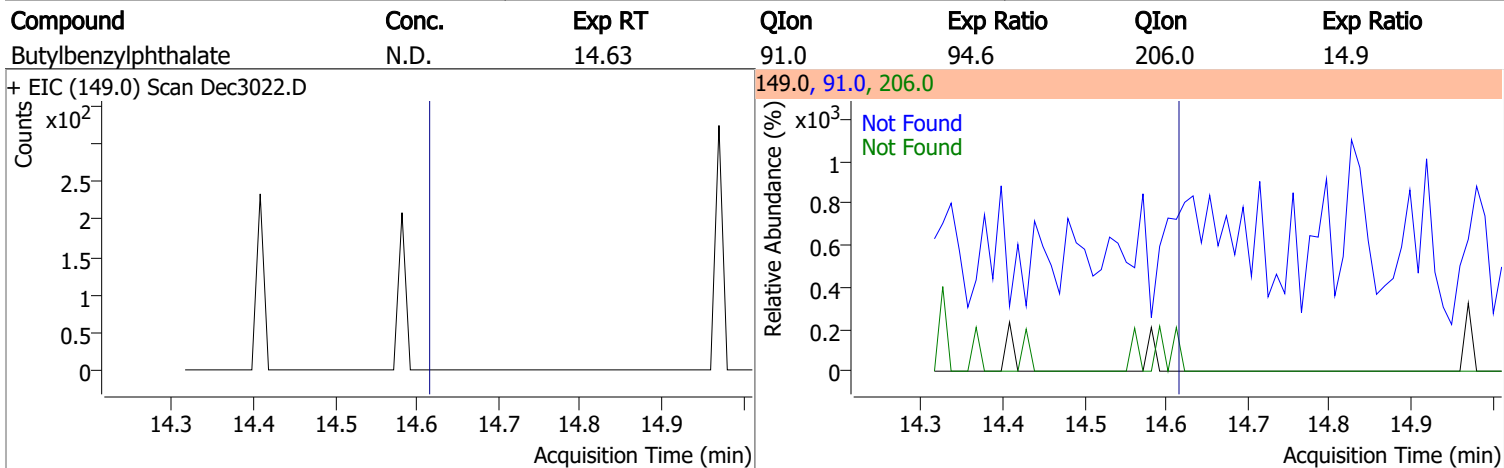 Compound Conc. Exp RT QIon Exp Ratio QIon Exp Ratio
Butylbenzylphthalate N.D. 14.63 91.0 94.6 206.0 14.9
+ EIC (149.0) Scan Dec3022.D
Counts
x10²
2.5
2
1.5
1
0.5
0
14.3 14.4 14.5 14.6 14.7 14.8 14.9
Acquisition Time (min)
149.0, 91.0, 206.0
Relative Abundance (%)
x10³
Not Found
Not Found
1
0.8
0.6
0.4
0.2
0
14.3 14.4 14.5 14.6 14.7 14.8 14.9
Acquisition Time (min)